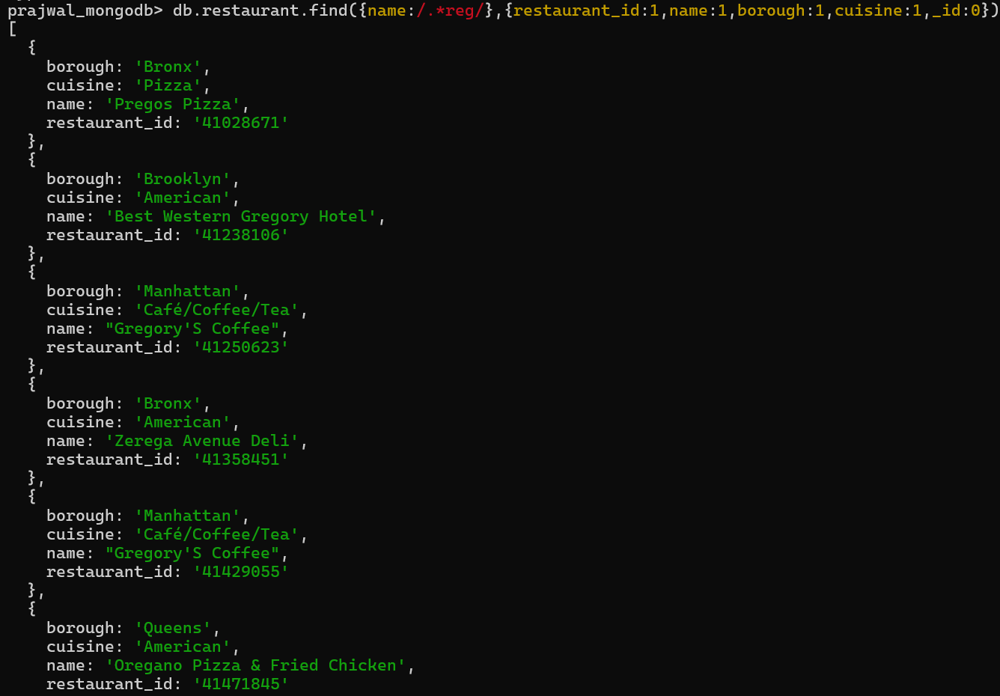 prajwal_mongodb> db.restaurant.find({name:/.*reg/},{restaurant_id:1,name:1,borough:1,cuisine:1,_id:0})
[
  {
    borough: 'Bronx',
    cuisine: 'Pizza',
    name: 'Pregos Pizza',
    restaurant_id: '41028671'
  },
  {
    borough: 'Brooklyn',
    cuisine: 'American',
    name: 'Best Western Gregory Hotel',
    restaurant_id: '41238106'
  },
  {
    borough: 'Manhattan',
    cuisine: 'Café/Coffee/Tea',
    name: "Gregory'S Coffee",
    restaurant_id: '41250623'
  },
  {
    borough: 'Bronx',
    cuisine: 'American',
    name: 'Zerega Avenue Deli',
    restaurant_id: '41358451'
  },
  {
    borough: 'Manhattan',
    cuisine: 'Café/Coffee/Tea',
    name: "Gregory'S Coffee",
    restaurant_id: '41429055'
  },
  {
    borough: 'Queens',
    cuisine: 'American',
    name: 'Oregano Pizza & Fried Chicken',
    restaurant_id: '41471845'